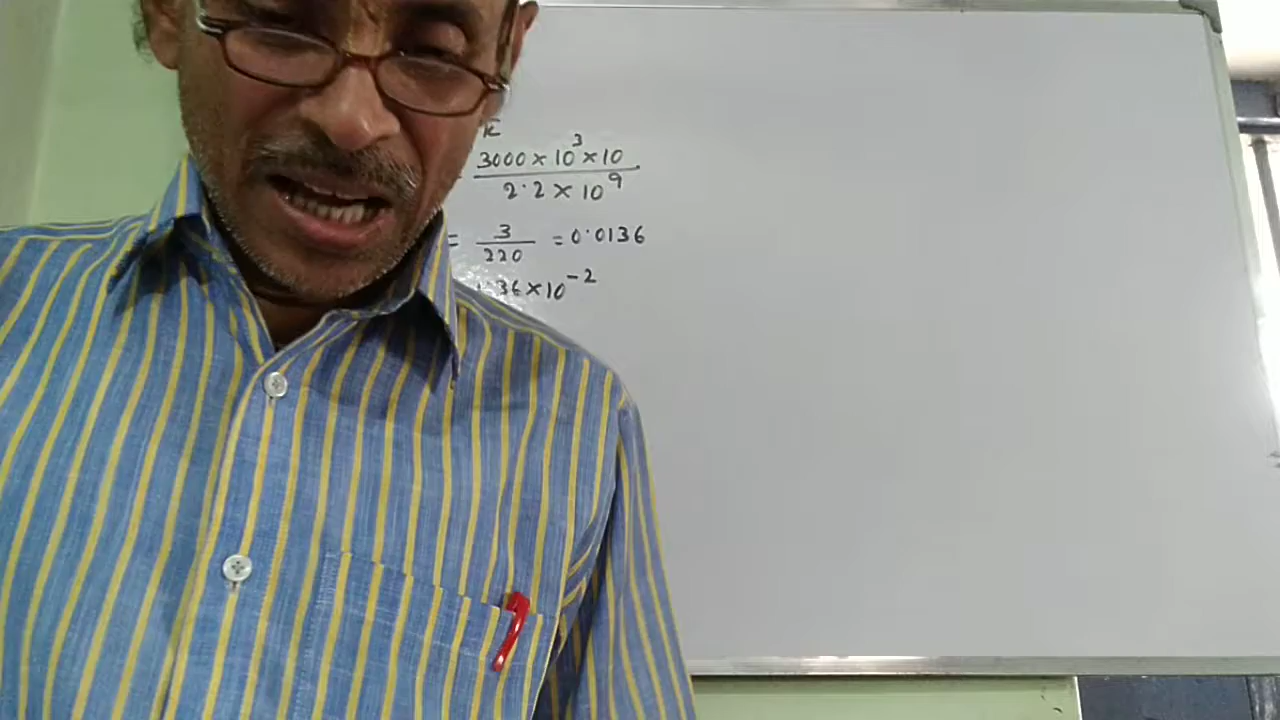 k
3000 × 10³ × 10
2.2 × 10⁹
= 3
220
= 0.0136
.36 × 10⁻²